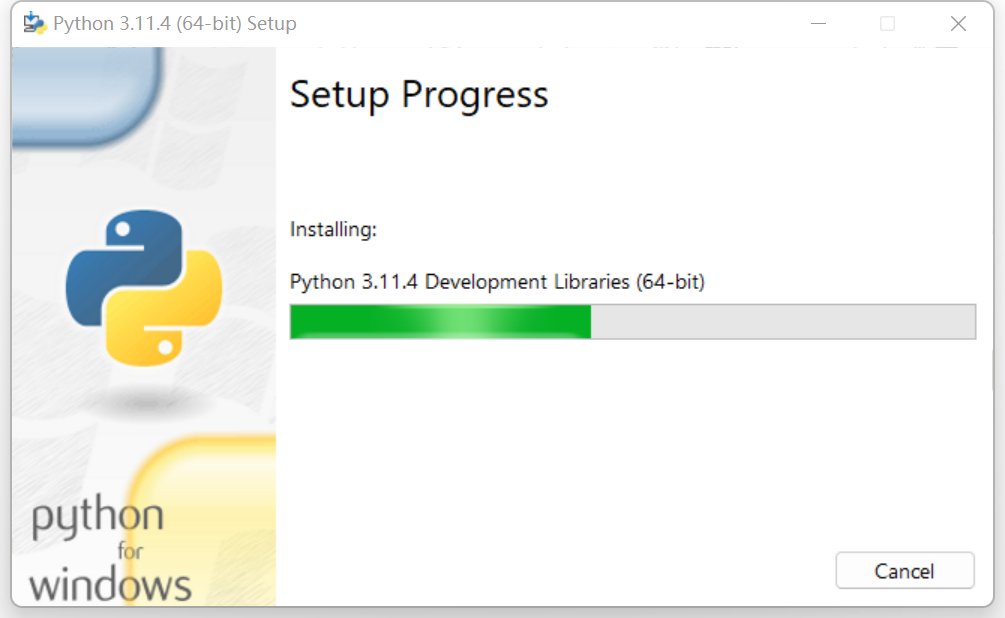 Python 3.11.4 (64-bit) Setup
Setup Progress
Installing:
Python 3.11.4 Development Libraries (64-bit)
python
for
windows
Cancel